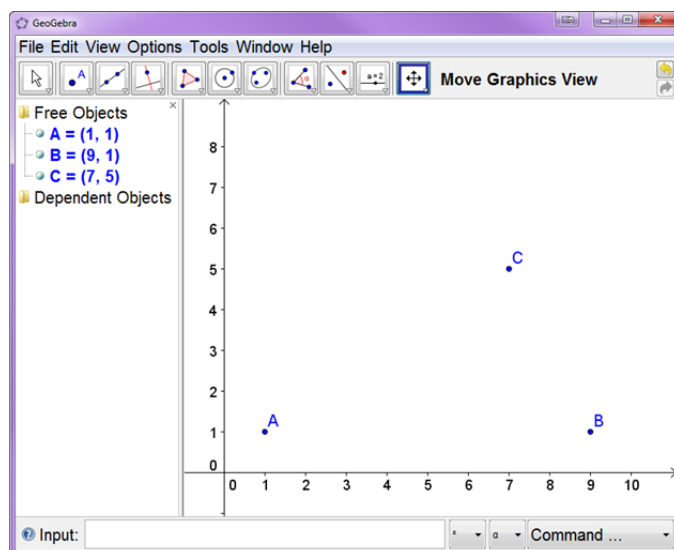 GeoGebra
File Edit View Options Tools Window Help
A
a=2
Move Graphics View
Free Objects
A = (1, 1)
B = (9, 1)
C = (7, 5)
Dependent Objects
8
7
6
5
4
3
2
1
0
C
A
B
0 1 2 3 4 5 6 7 8 9 10
Input:
α
Command ...